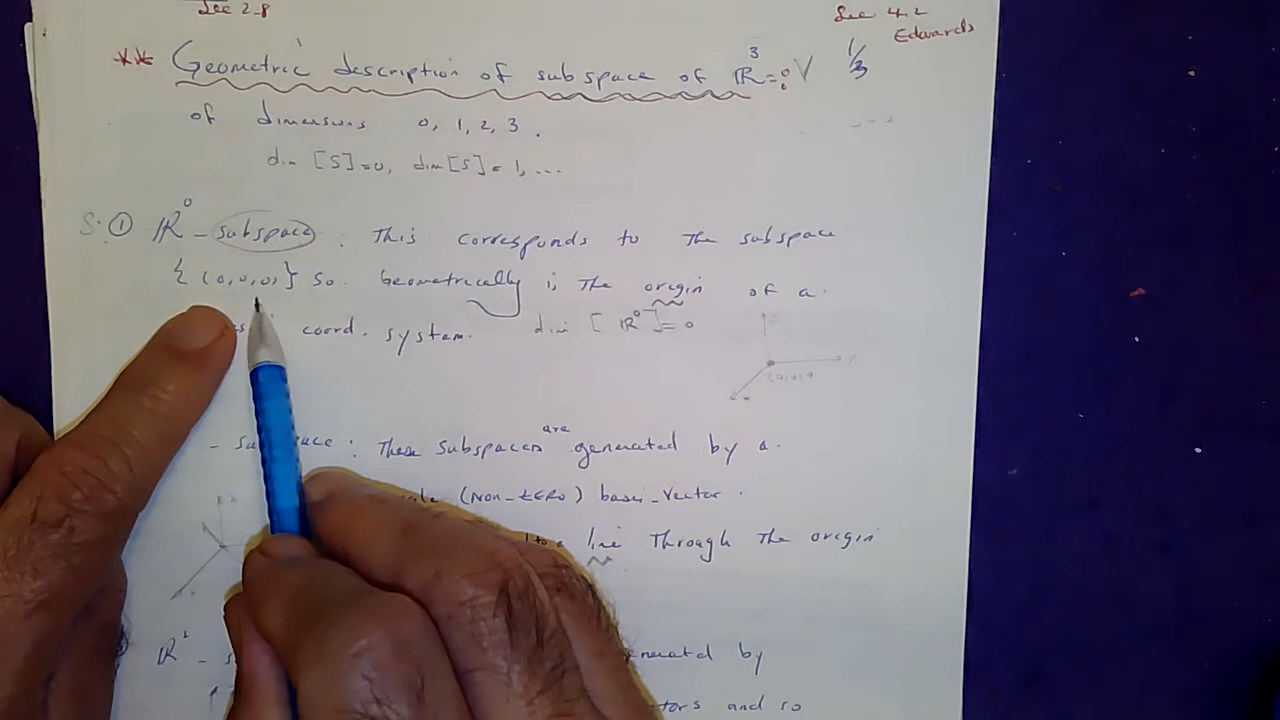 Sec 2-8
Sec 4.2
Edwards
** Geometric description of subspace of ℝ³ =: V 1/3
of dimensions 0, 1, 2, 3.
dim [S]=0, dim[S]=1, ...
S: ① ℝ⁰ - subspace : This corresponds to the subspace
{(0,0,0)} so Geometrically is the origin of a
coord. system. dim [ℝ⁰]=0
- : These subspaces are generated by a
(NON-ZERO) basis-vector.
to a line through the origin
ℝ² - generated by
and so